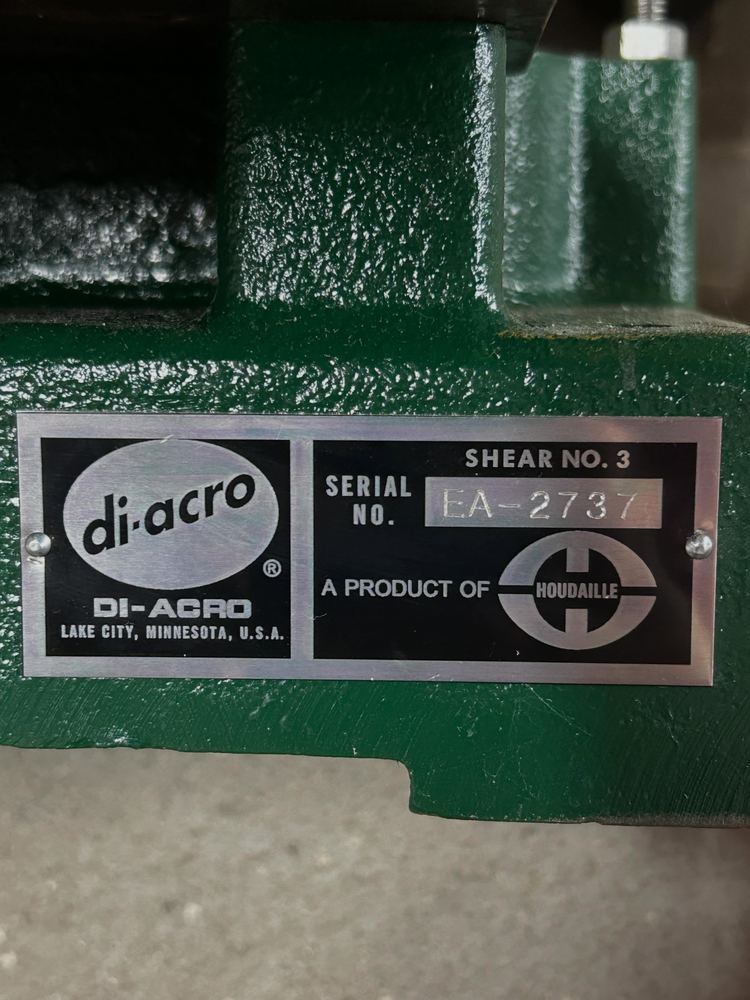 di-acro
®
DI-ACRO
LAKE CITY, MINNESOTA, U.S.A.
SHEAR NO. 3
SERIAL NO. EA-2737
A PRODUCT OF HOUDAILLE